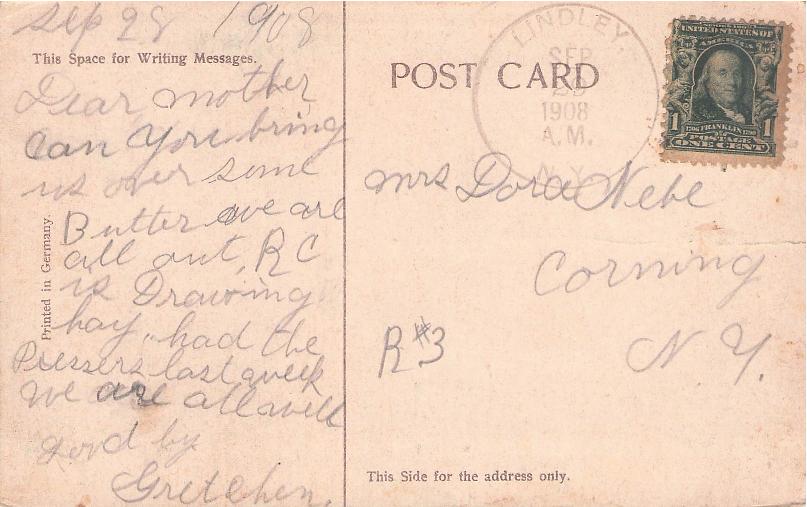 Sep 28 1908
This Space for Writing Messages.
Dear mother
Can you bring
us over some
Butter we are
all out, RC
is Drawing
hay, had the
Pressers last week
We are all well
good by
Gretchen.
Printed in Germany.
POST CARD
LINDLEY,
SEP
1908
A.M.
N.Y.
UNITED STATES OF
AMERICA
1 1
1706 FRANKLIN 1790
POSTAGE
ONE CENT
Mrs Dora Nebe
Corning
N.Y.
R#3
This Side for the address only.